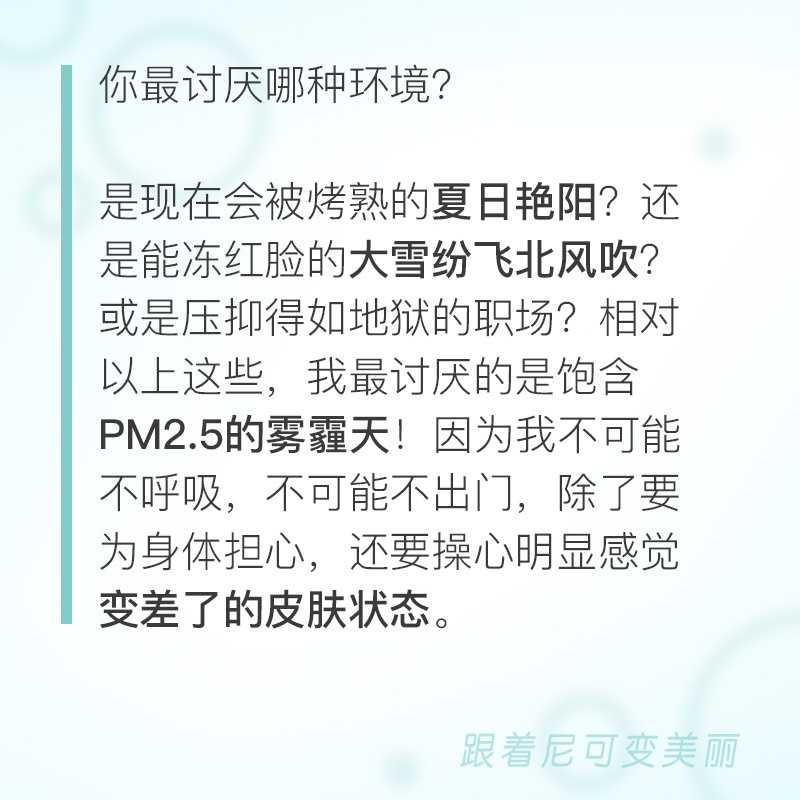 你最讨厌哪种环境？
是现在会被烤熟的夏日艳阳？还
是能冻红脸的大雪纷飞北风吹？
或是压抑得如地狱的职场？相对
以上这些，我最讨厌的是饱含
PM2.5的雾霾天！因为我不可能
不呼吸，不可能不出门，除了要
为身体担心，还要操心明显感觉
变差了的皮肤状态。
跟着尼可变美丽